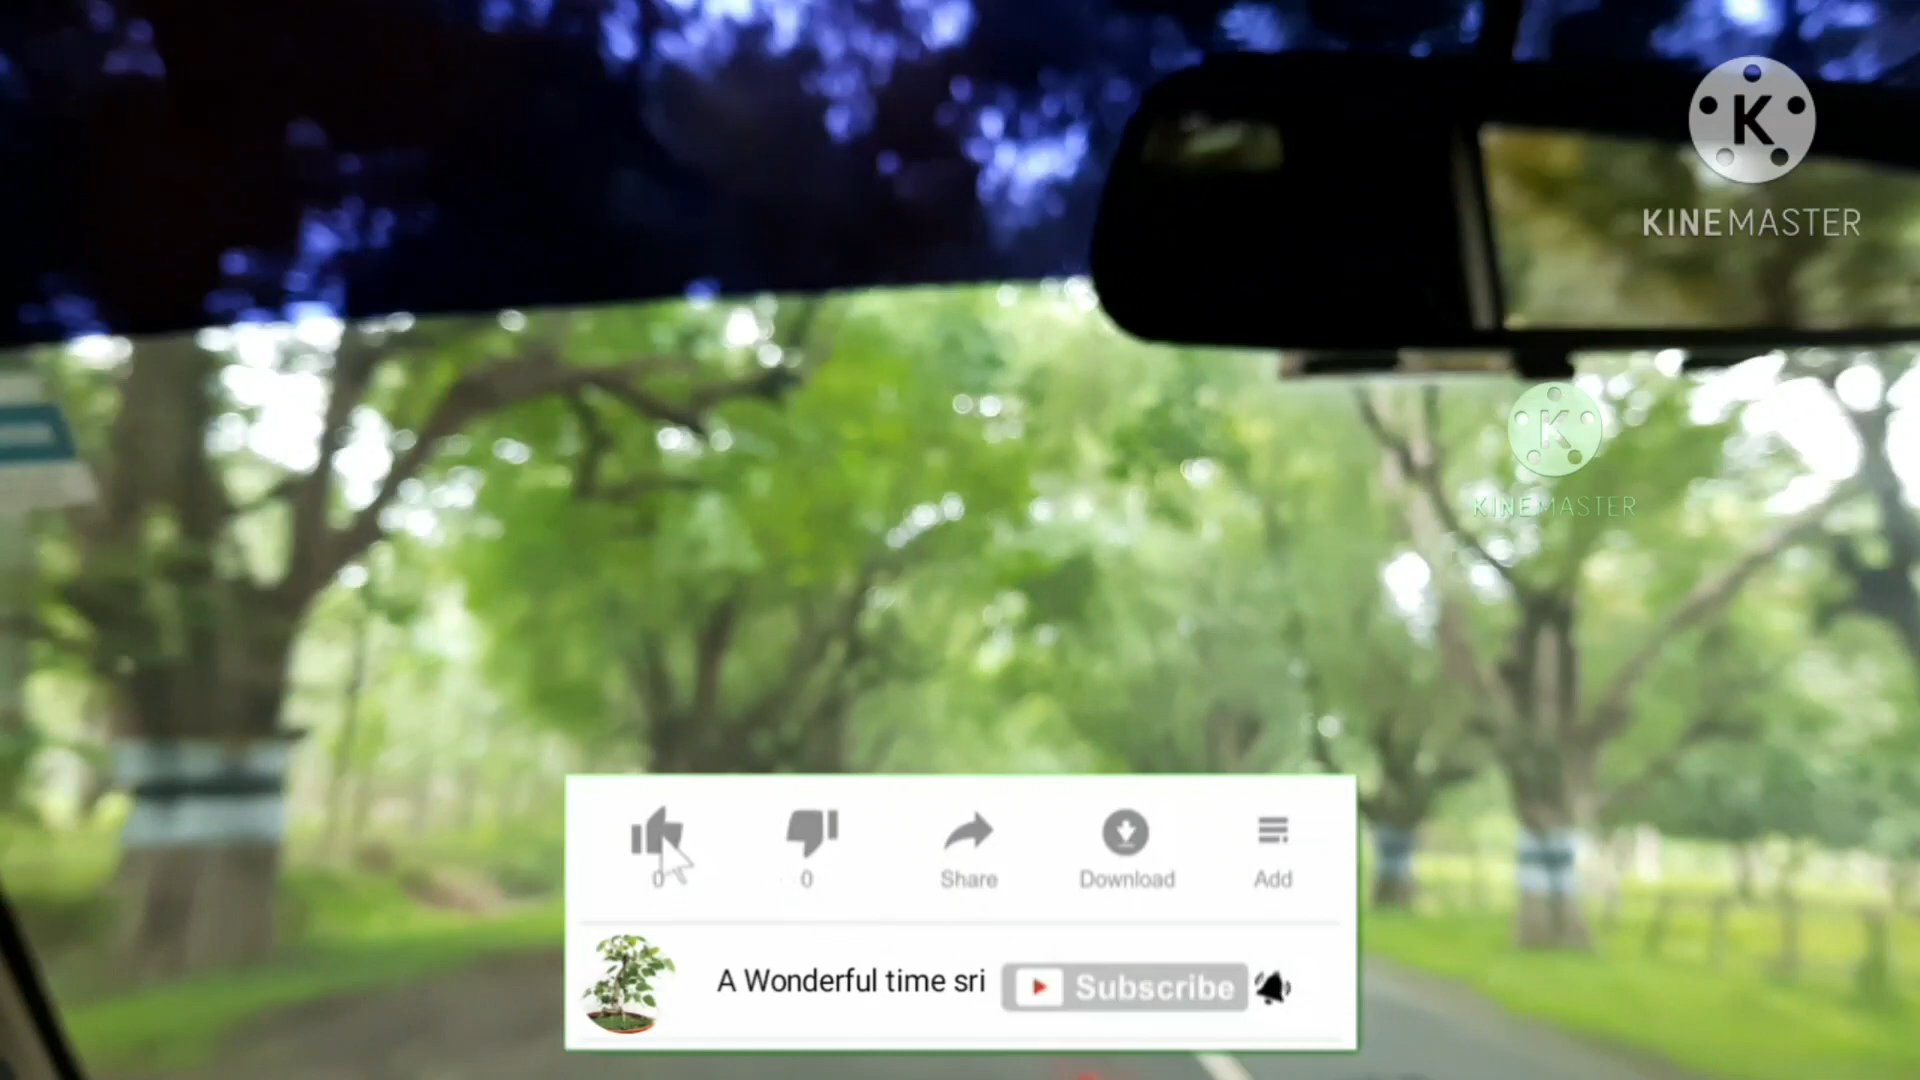 K
KINEMASTER
K
KINEMASTER
0
0
Share
Download
Add
A Wonderful time sri
Subscribe